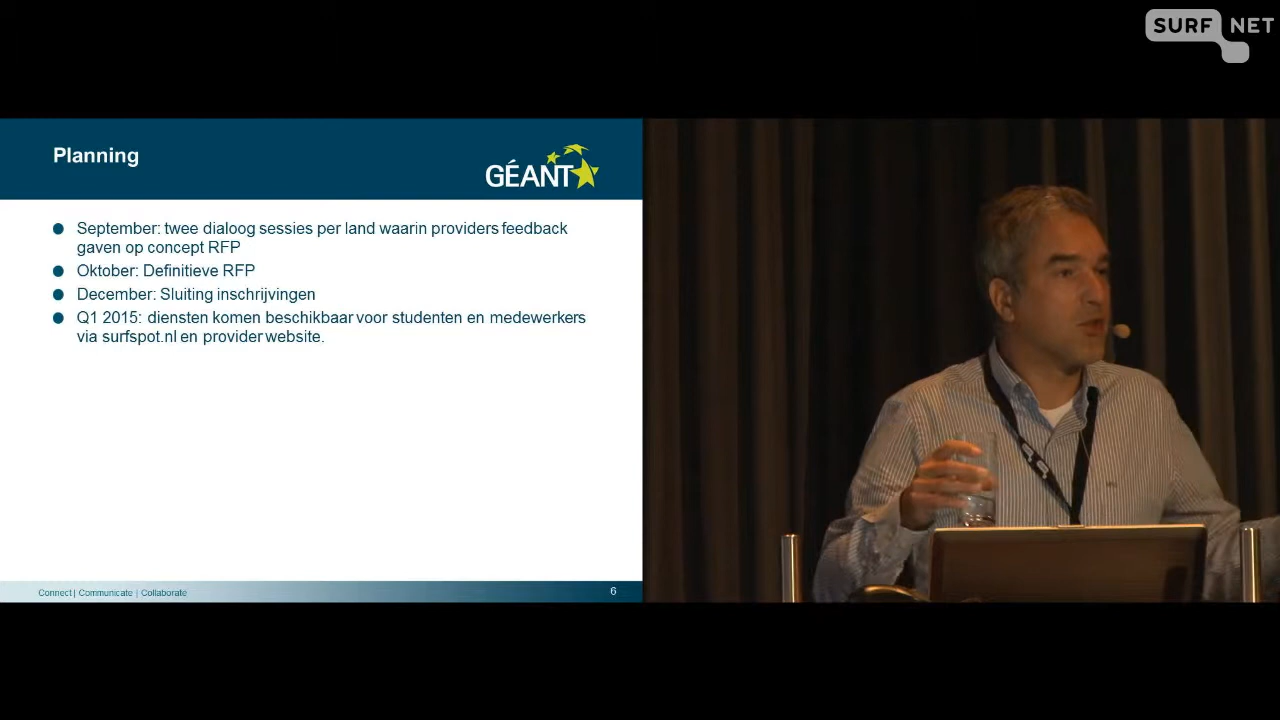 SURF NET
Planning
GÉANT
September: twee dialoog sessies per land waarin providers feedback
gaven op concept RFP
Oktober: Definitieve RFP
December: Sluiting inschrijvingen
Q1 2015: diensten komen beschikbaar voor studenten en medewerkers
via surfspot.nl en provider website.
Connect | Communicate | Collaborate
6